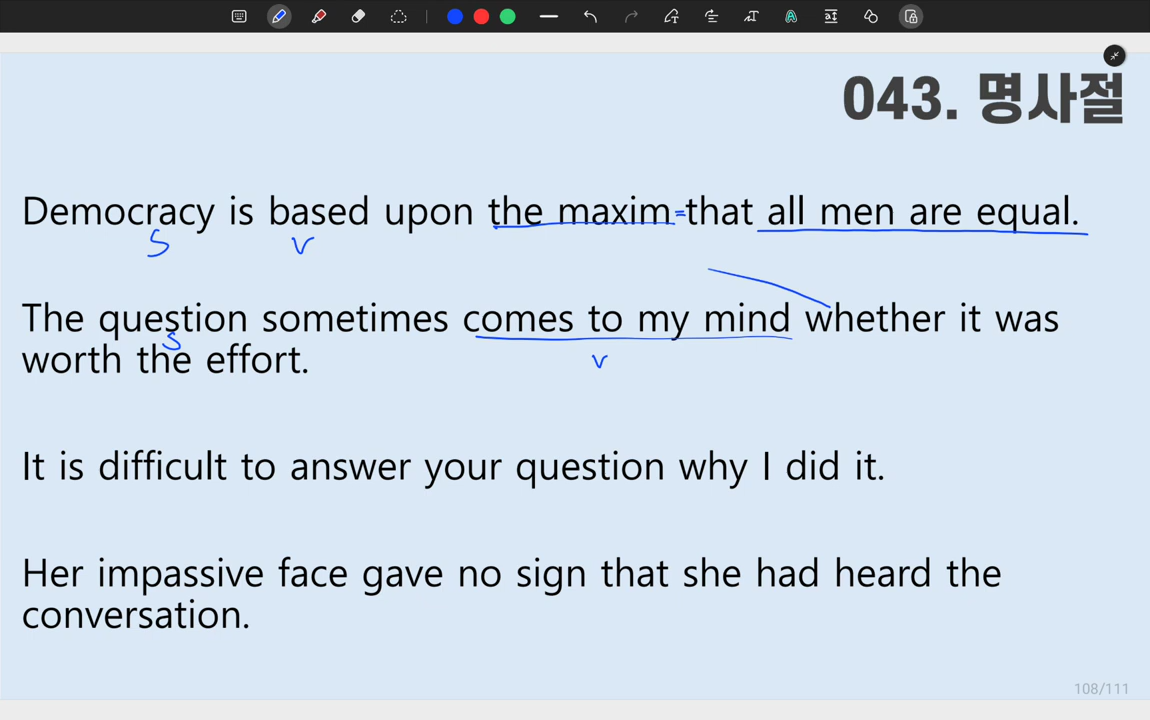 043. 명사절
Democracy is based upon the maxim=that all men are equal.
S V
The question sometimes comes to my mind whether it was
S
worth the effort.
V
It is difficult to answer your question why I did it.
Her impassive face gave no sign that she had heard the
conversation.
108/111